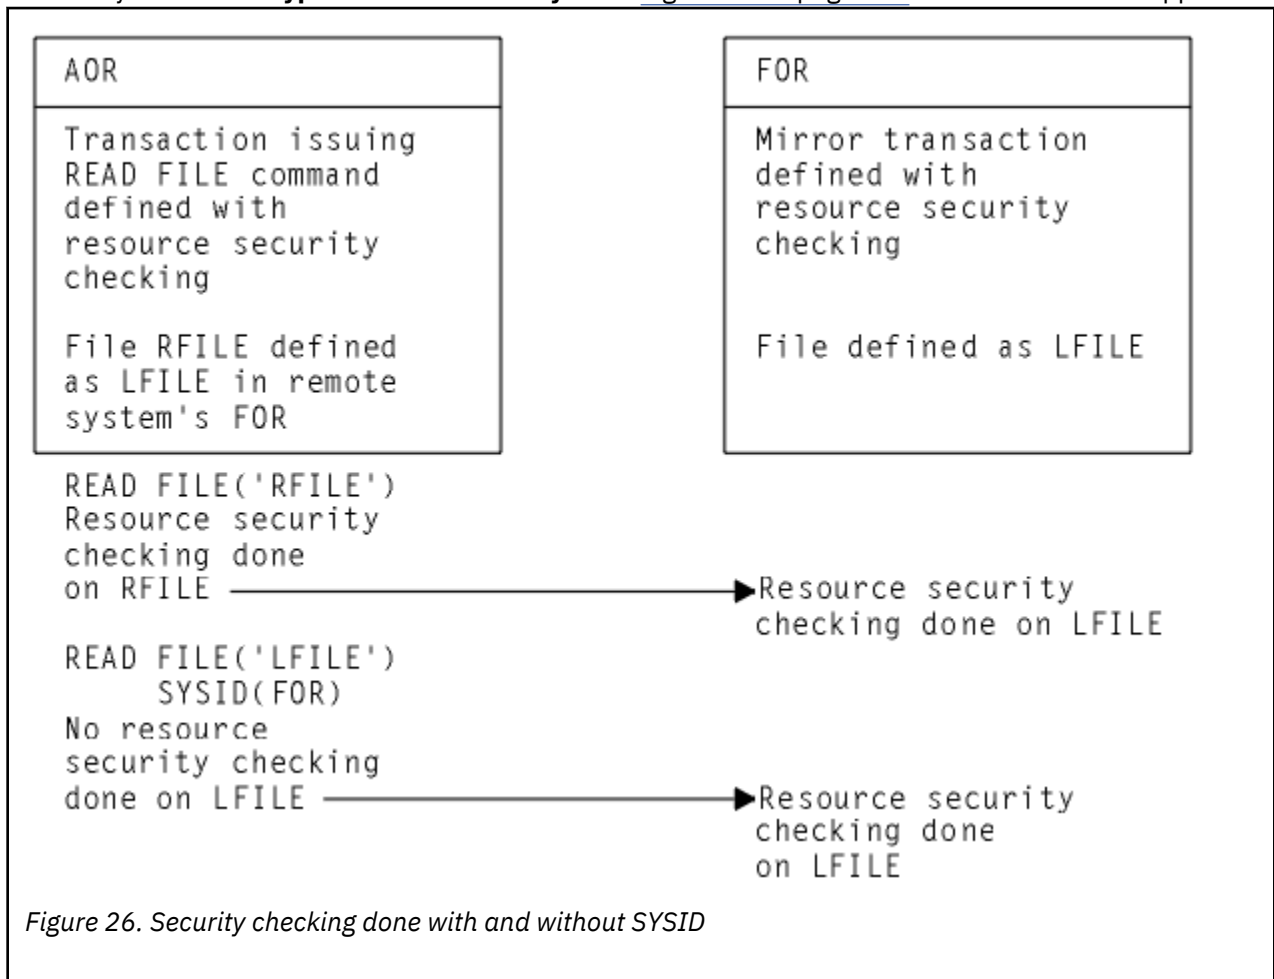 AOR
Transaction issuing
READ FILE command
defined with
resource security
checking
File RFILE defined
as LFILE in remote
system's FOR
FOR
Mirror transaction
defined with
resource security
checking
File defined as LFILE
READ FILE('RFILE')
Resource security
checking done
on RFILE
Resource security
checking done on LFILE
READ FILE('LFILE')
SYSID(FOR)
No resource
security checking
done on LFILE
Resource security
checking done
on LFILE
Figure 26. Security checking done with and without SYSID